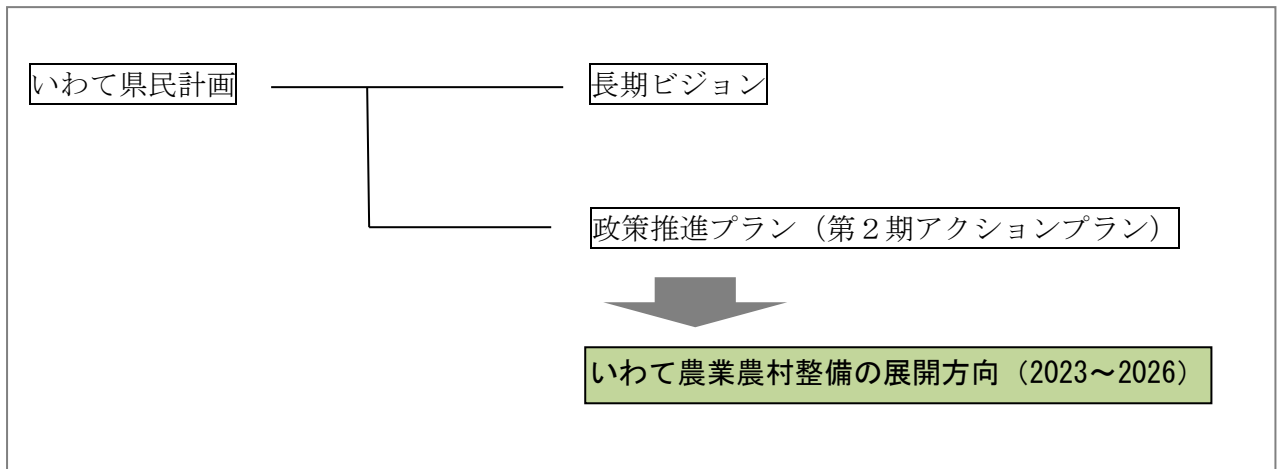 いわて県民計画
長期ビジョン
政策推進プラン（第２期アクションプラン）
いわて農業農村整備の展開方向（2023～2026）